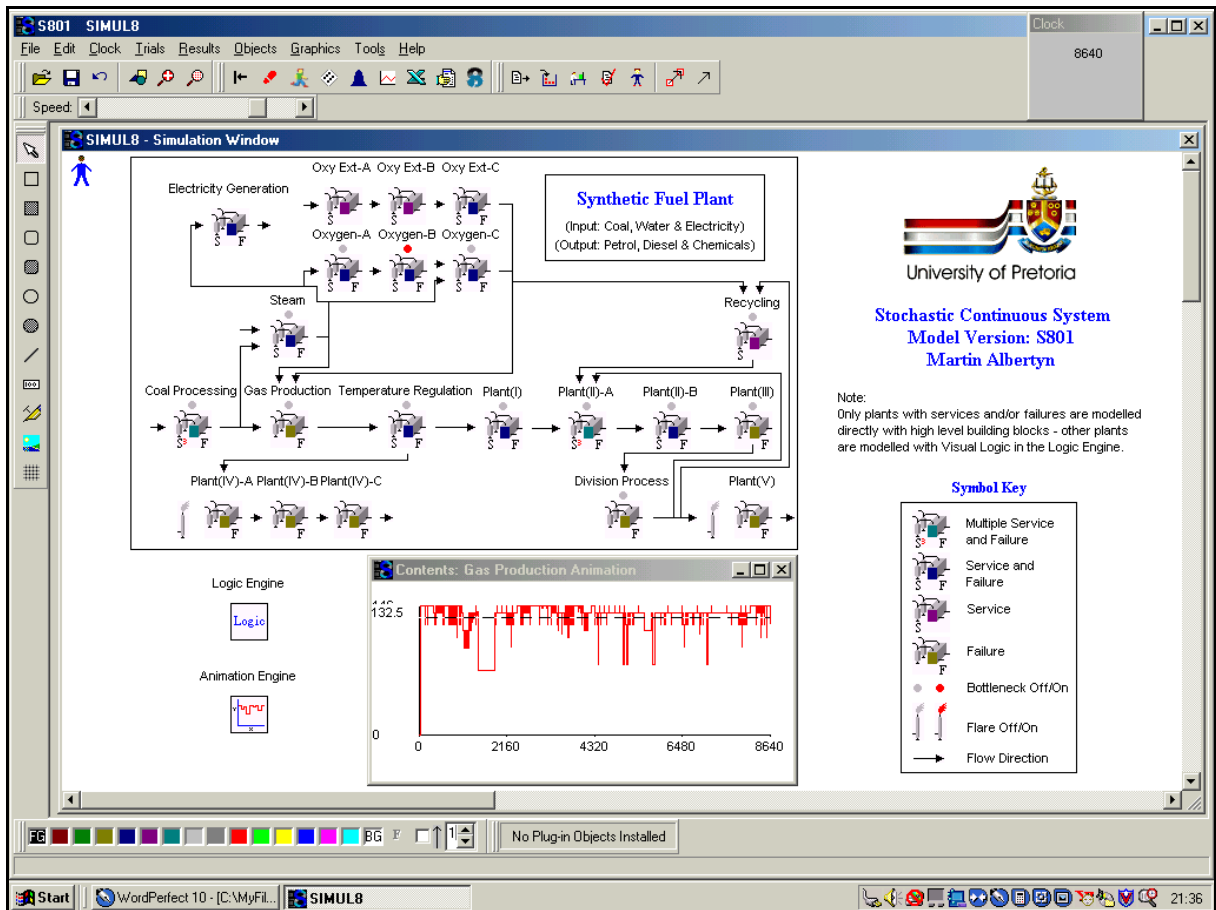 S801 SIMUL8
Clock
8640
File Edit Clock Trials Results Objects Graphics Tools Help
Speed:
SIMUL8 - Simulation Window
Oxy Ext-A Oxy Ext-B Oxy Ext-C
Electricity Generation
S S S F
S F
Oxygen-A Oxygen-B Oxygen-C
S F S F S F
Synthetic Fuel Plant
(Input: Coal, Water & Electricity)
(Output: Petrol, Diesel & Chemicals)
Steam
S F
Recycling
S
Coal Processing Gas Production Temperature Regulation Plant(I) Plant(II)-A Plant(II)-B Plant(III)
S³ F F F S F S³ F S F F
Plant(IV)-A Plant(IV)-B Plant(IV)-C Division Process Plant(V)
F F F F F
University of Pretoria
Stochastic Continuous System
Model Version: S801
Martin Albertyn
Note:
Only plants with services and/or failures are modelled
directly with high level building blocks - other plants
are modelled with Visual Logic in the Logic Engine.
Symbol Key
S³ F Multiple Service
and Failure
S F Service and
Failure
S Service
F Failure
Bottleneck Off/On
Flare Off/On
Flow Direction
Logic Engine
Logic
Animation Engine
Y
X
Contents: Gas Production Animation
132.5
0
0 2160 4320 6480 8640
FG BG F 1 No Plug-in Objects Installed
Start WordPerfect 10 - [C:\MyFil... SIMUL8 21:36